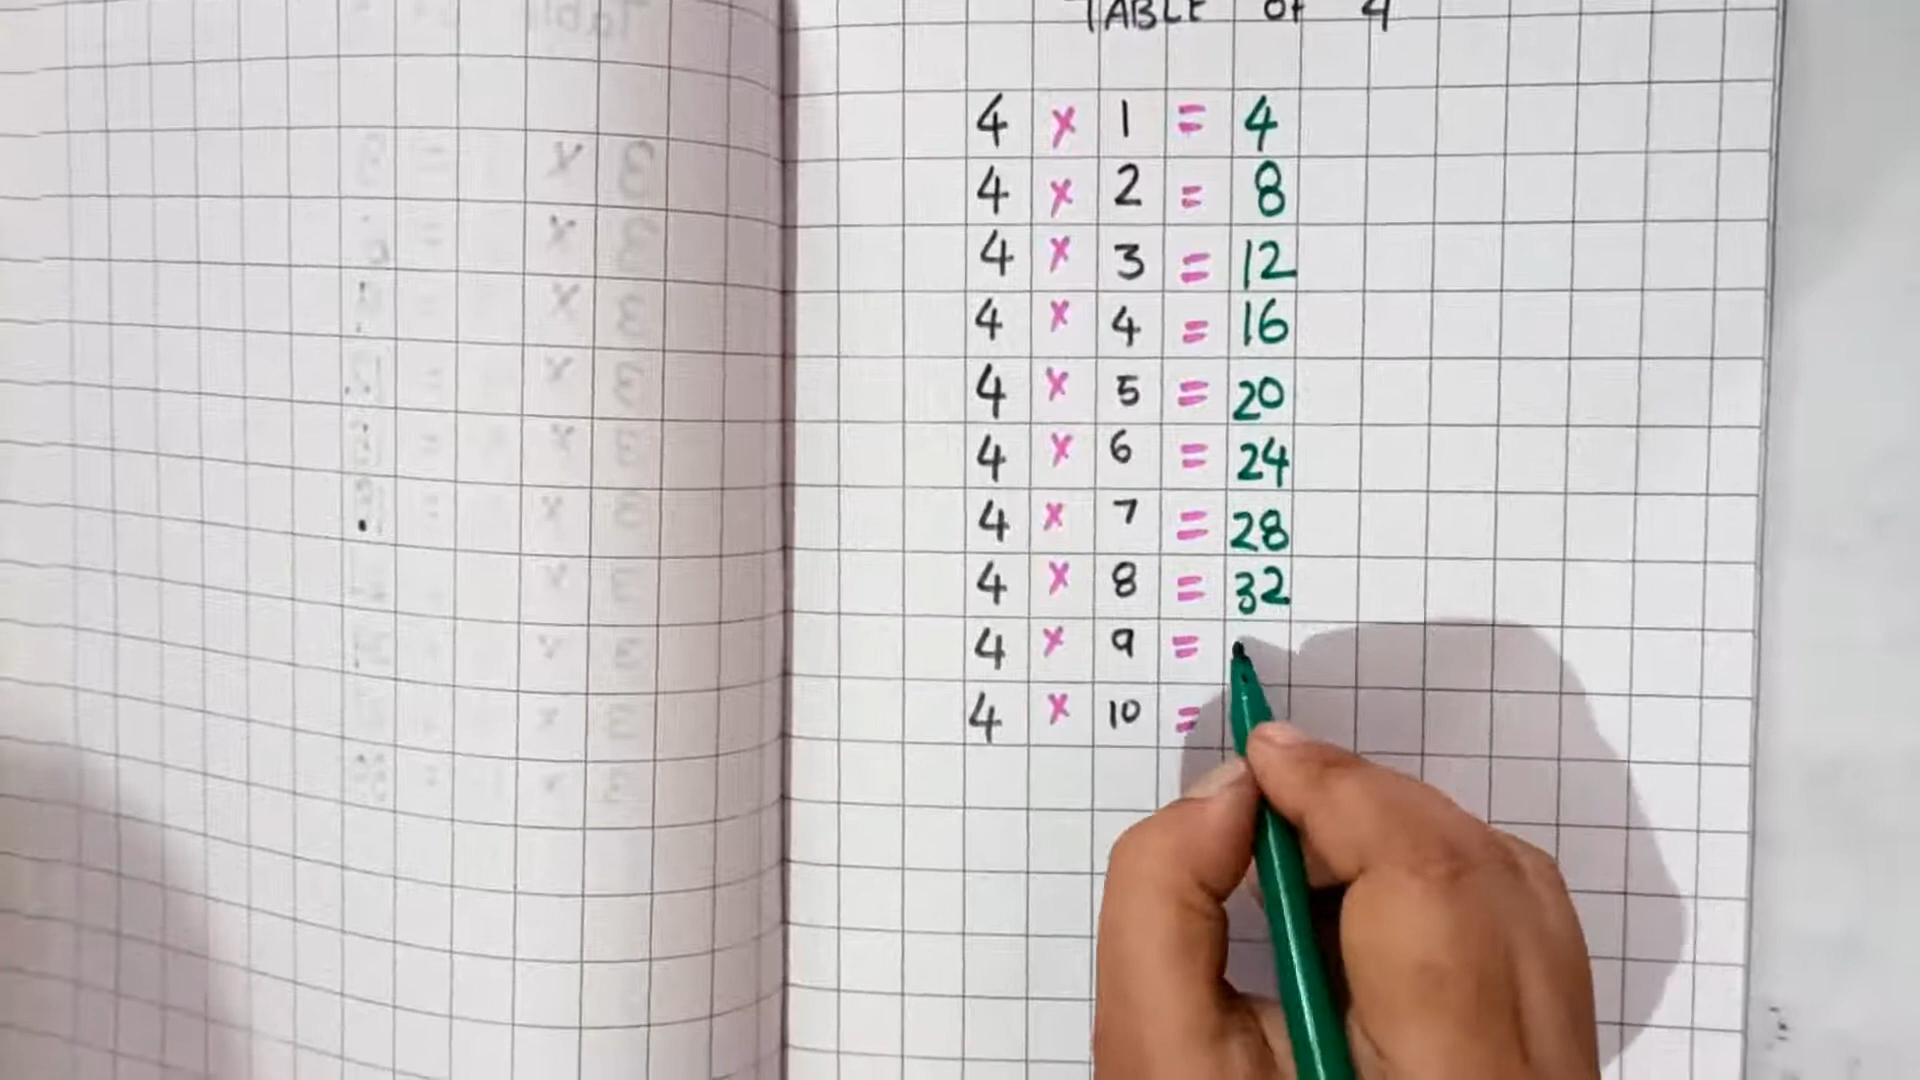 TABLE OF 4
4 × 1 = 4
4 × 2 = 8
4 × 3 = 12
4 × 4 = 16
4 × 5 = 20
4 × 6 = 24
4 × 7 = 28
4 × 8 = 32
4 × 9 =
4 × 10 =